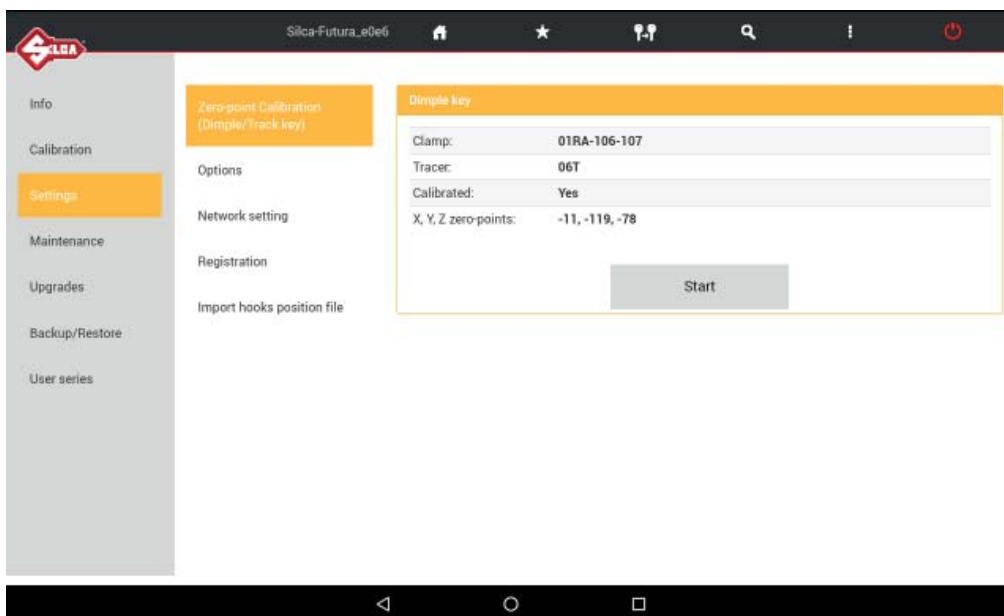 SILCA
Silca-Futura_e0e6
Info
Calibration
Settings
Maintenance
Upgrades
Backup/Restore
User series
Zero-point Calibration
(Dimple/Track key)
Options
Network setting
Registration
Import hooks position file
Dimple key
Clamp: 01RA-106-107
Tracer: 06T
Calibrated: Yes
X, Y, Z zero-points: -11, -119, -78
Start